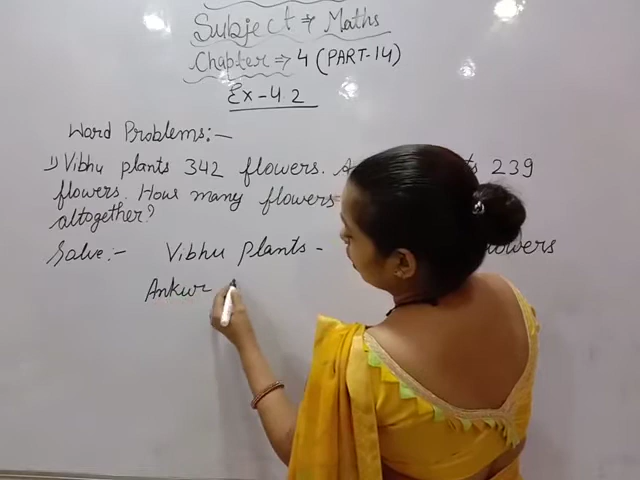 Subject → Maths
Chapter → 4 (PART-14)
Ex-4.2
Word Problems:-
1) Vibhu plants 342 flowers. 239
flowers. How many flowers
altogether?
Solve:- Vibhu Plants - flowers
Ankur